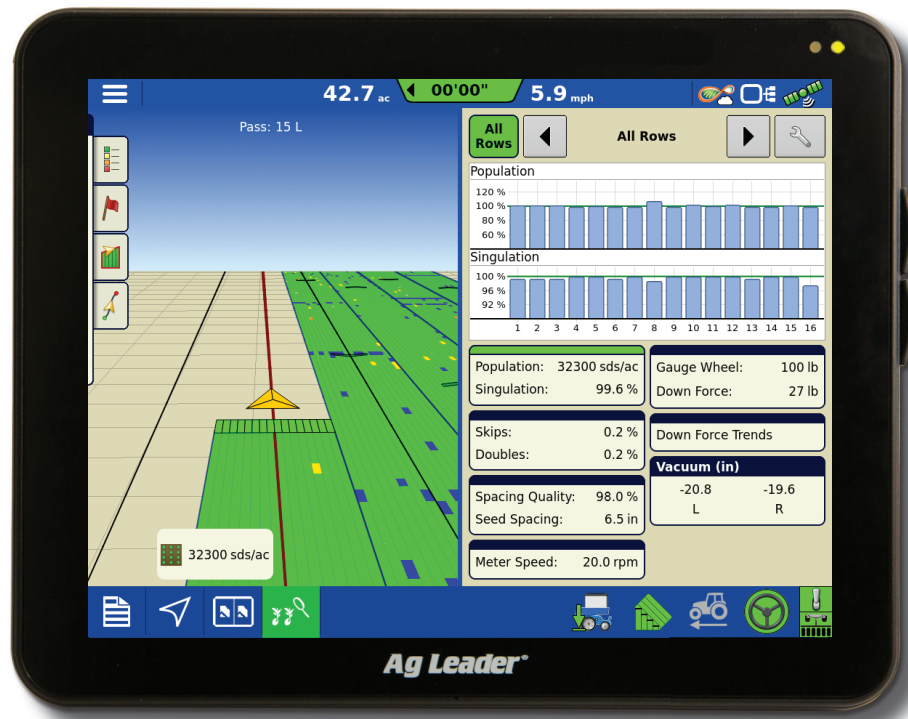 42.7 ac 00'00" 5.9 mph
Pass: 15 L
All Rows
All Rows
Population
120 %
100 %
80 %
60 %
Singulation
100 %
96 %
92 %
1 2 3 4 5 6 7 8 9 10 11 12 13 14 15 16
Population: 32300 sds/ac
Singulation: 99.6 %
Gauge Wheel: 100 lb
Down Force: 27 lb
Skips: 0.2 %
Doubles: 0.2 %
Down Force Trends
Vacuum (in)
-20.8 -19.6
L R
Spacing Quality: 98.0 %
Seed Spacing: 6.5 in
Meter Speed: 20.0 rpm
32300 sds/ac
Ag Leader®